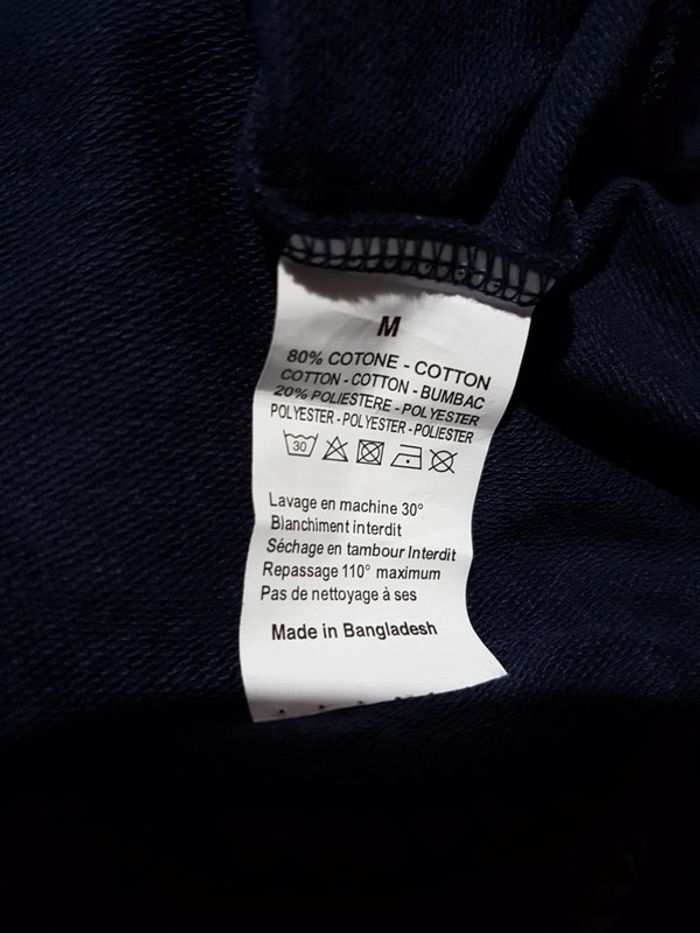 M
80% COTONE - COTTON
COTTON - COTTON - BUMBAC
20% POLIESTERE - POLYESTER
POLYESTER - POLYESTER - POLIESTER
30
Lavage en machine 30°
Blanchiment interdit
Séchage en tambour Interdit
Repassage 110° maximum
Pas de nettoyage à ses
Made in Bangladesh